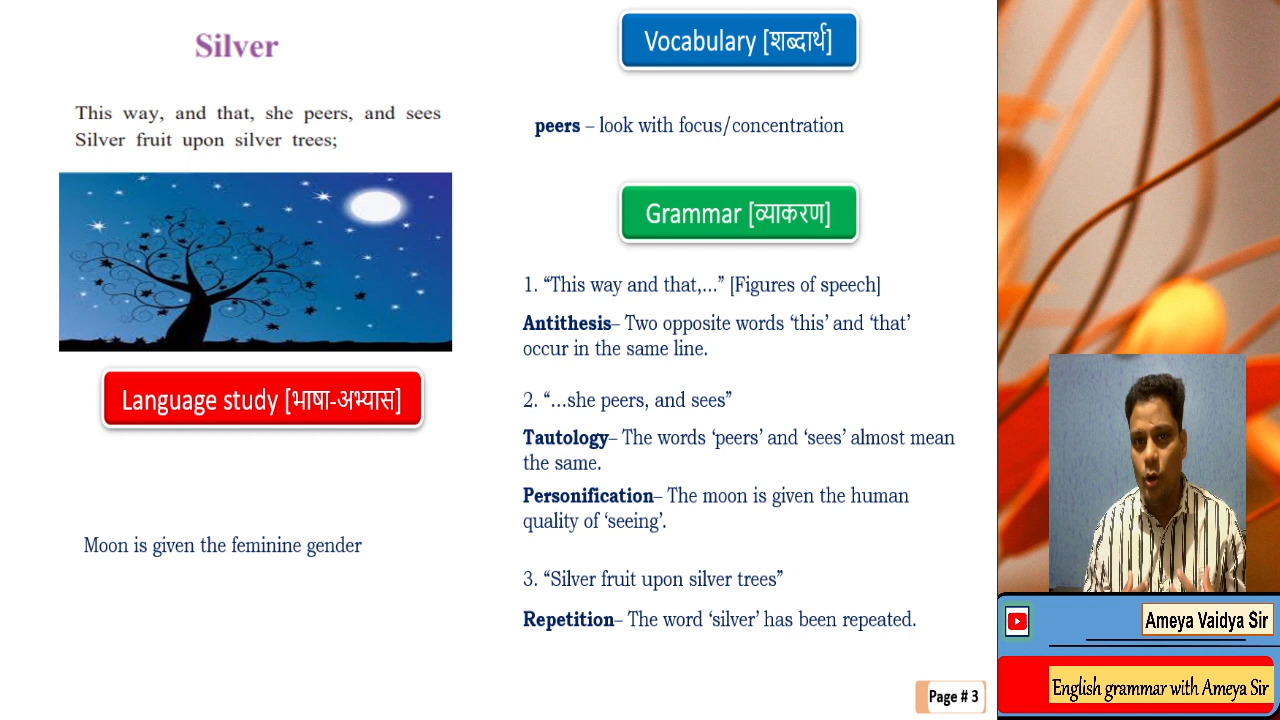 Silver
This way, and that, she peers, and sees
Silver fruit upon silver trees;
Language study [भाषा-अभ्यास]
Moon is given the feminine gender
Vocabulary [शब्दार्थ]
peers – look with focus/concentration
Grammar [व्याकरण]
1. “This way and that,...” [Figures of speech]
Antithesis– Two opposite words ‘this’ and ‘that’
occur in the same line.
2. “...she peers, and sees”
Tautology– The words ‘peers’ and ‘sees’ almost mean
the same.
Personification– The moon is given the human
quality of ‘seeing’.
3. “Silver fruit upon silver trees”
Repetition– The word ‘silver’ has been repeated.
Page # 3
Ameya Vaidya Sir
English grammar with Ameya Sir